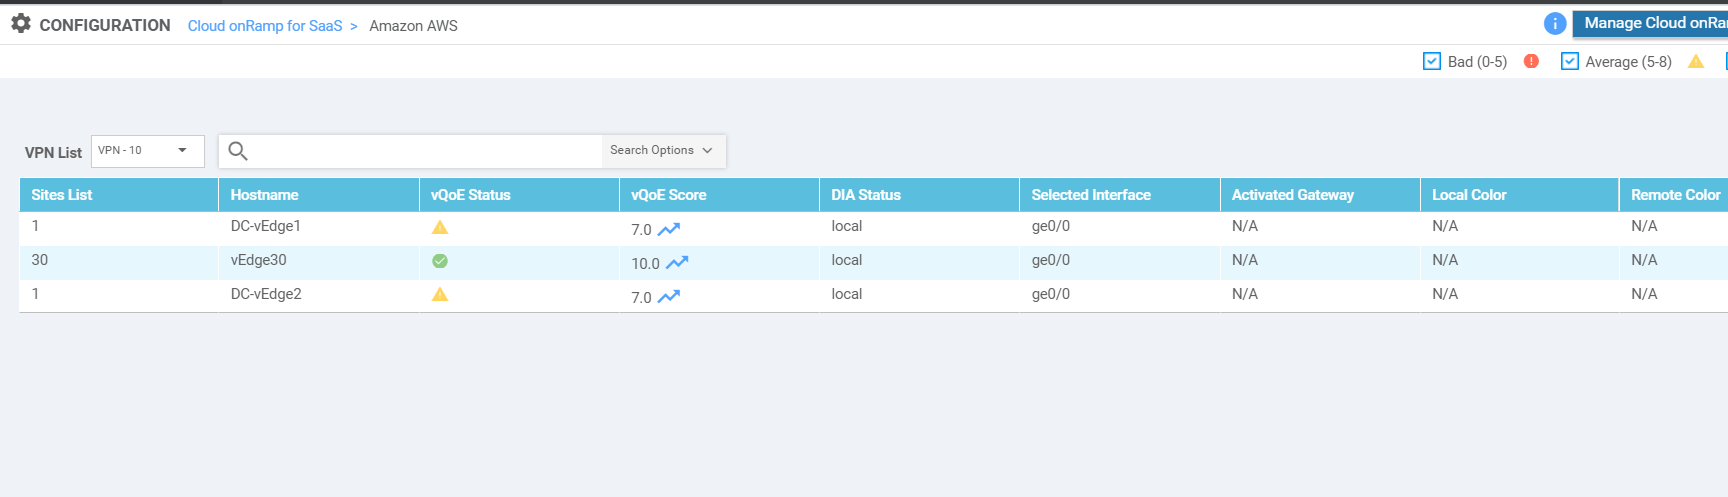 CONFIGURATION Cloud onRamp for SaaS > Amazon AWS Manage Cloud onRa
Bad (0-5) Average (5-8)
VPN List VPN - 10 Search Options
Sites List Hostname vQoE Status vQoE Score DIA Status Selected Interface Activated Gateway Local Color Remote Color
1 DC-vEdge1 7.0 local ge0/0 N/A N/A N/A
30 vEdge30 10.0 local ge0/0 N/A N/A N/A
1 DC-vEdge2 7.0 local ge0/0 N/A N/A N/A